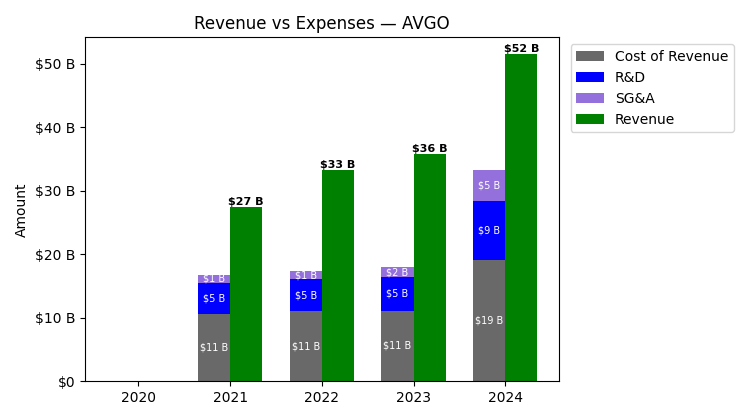 Revenue vs Expenses — AVGO
Cost of Revenue
R&D
SG&A
Revenue
Amount
$50 B
$40 B
$30 B
$20 B
$10 B
$0
$27 B
$1 B
$5 B
$11 B
$33 B
$1 B
$5 B
$11 B
$36 B
$2 B
$5 B
$11 B
$52 B
$5 B
$9 B
$19 B
2020 2021 2022 2023 2024